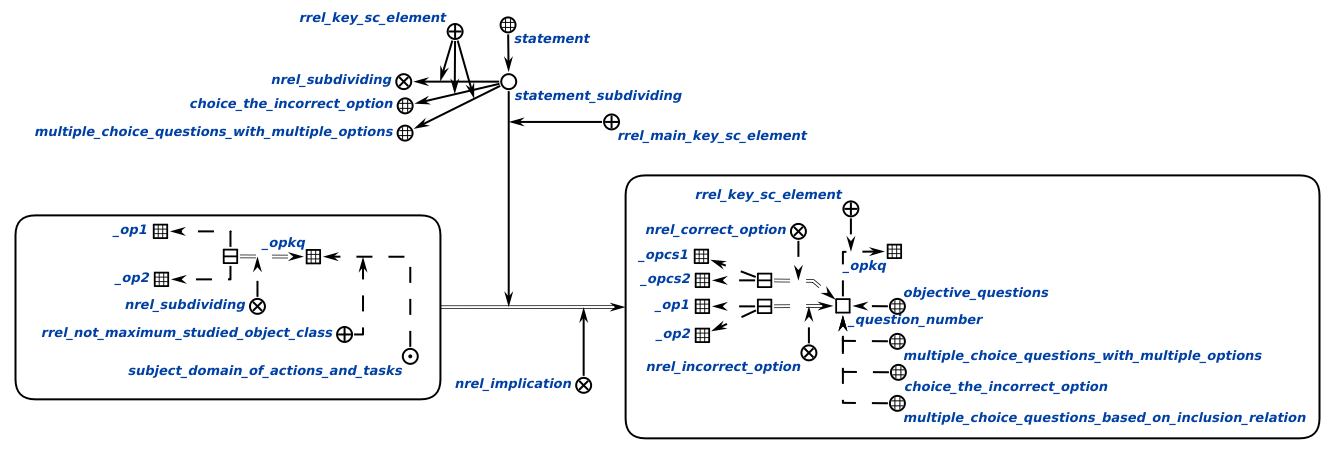 rrel_key_sc_element
statement
nrel_subdividing
statement_subdividing
choice_the_incorrect_option
multiple_choice_questions_with_multiple_options
rrel_main_key_sc_element
_op1
_opkq
_op2
nrel_subdividing
rrel_not_maximum_studied_object_class
subject_domain_of_actions_and_tasks
nrel_implication
rrel_key_sc_element
nrel_correct_option
_opcs1
_opkq
_opcs2
objective_questions
_op1
_question_number
_op2
multiple_choice_questions_with_multiple_options
nrel_incorrect_option
choice_the_incorrect_option
multiple_choice_questions_based_on_inclusion_relation